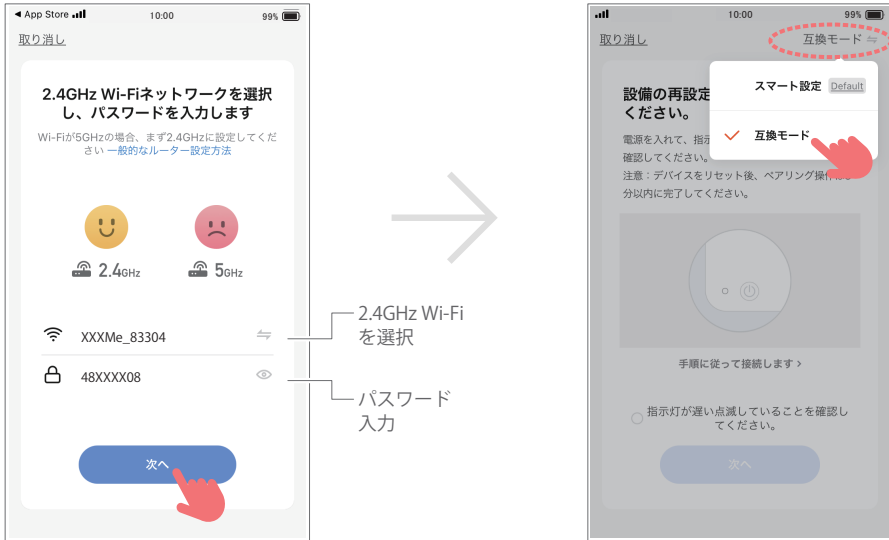 App Store
10:00
99%
取り消し
2.4GHz Wi-Fiネットワークを選択
し、パスワードを入力します
Wi-Fiが5GHzの場合、まず2.4GHzに設定してくだ
さい 一般的なルーター設定方法
2.4GHz
5GHz
XXXMe_83304
48XXXX08
次へ
2.4GHz Wi-Fi
を選択
パスワード
入力
10:00
99%
取り消し
互換モード
スマート設定 Default
互換モード
設備の再設定
ください。
電源を入れて、指示
確認してください。
注意：デバイスをリセット後、ペアリング操作は
分以内に完了してください。
手順に従って接続します
指示灯が遅い点滅していることを確認し
てください。
次へ